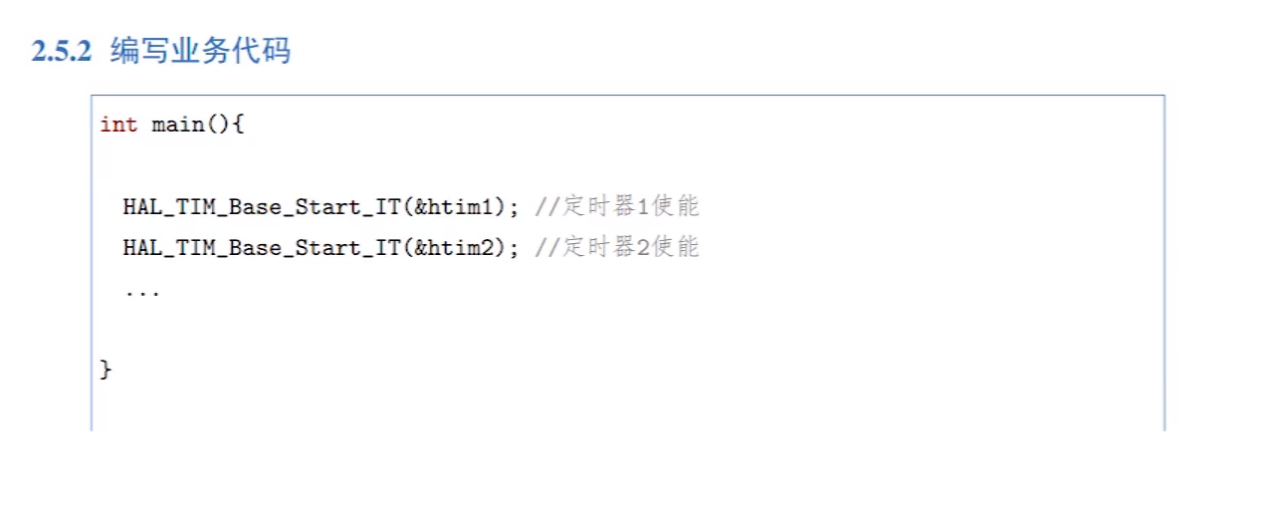 2.5.2 编写业务代码
int main(){
HAL_TIM_Base_Start_IT(&htim1); //定时器1使能
HAL_TIM_Base_Start_IT(&htim2); //定时器2使能
...
}